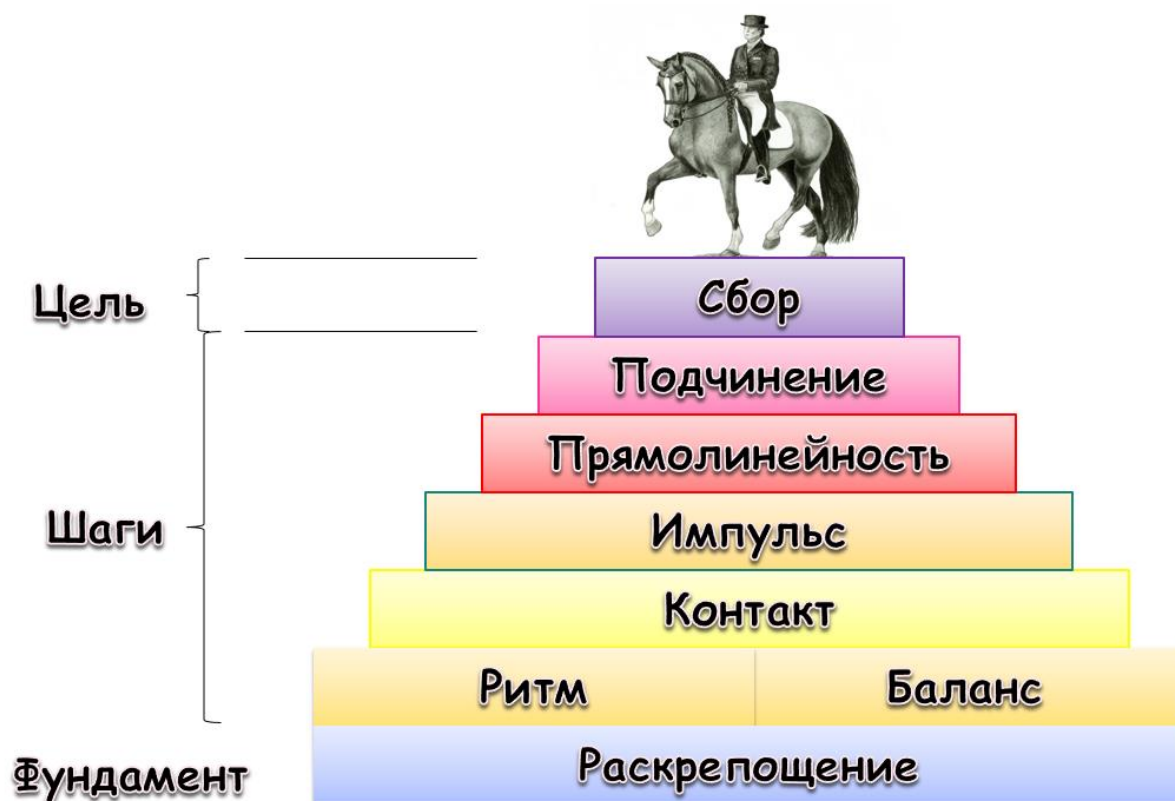 Цель
Сбор
Подчинение
Прямолинейность
Шаги
Импульс
Контакт
Ритм
Баланс
Фундамент
Раскрепощение